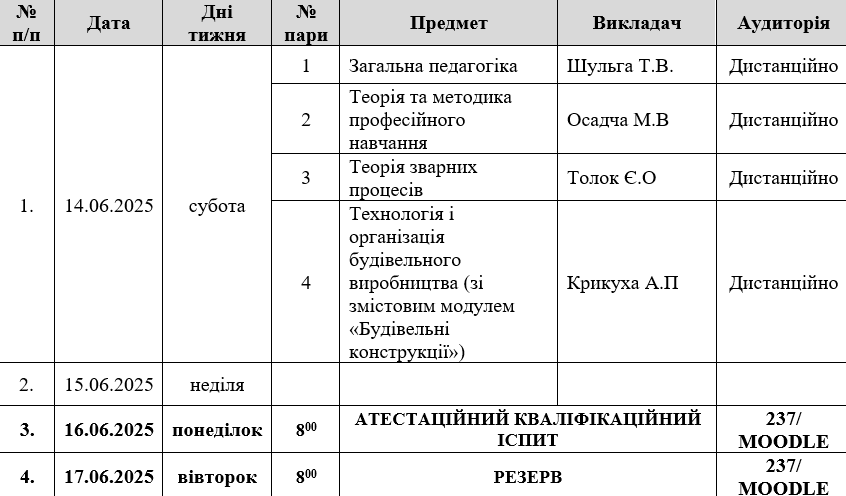 № п/п Дата Дні тижня № пари Предмет Викладач Аудиторія
1. 14.06.2025 субота
1 Загальна педагогіка Шульга Т.В. Дистанційно
2 Теорія та методика
професійного
навчання Осадча М.В Дистанційно
3 Теорія зварних
процесів Толок Є.О Дистанційно
4 Технологія і
організація
будівельного
виробництва (зі
змістовим модулем
«Будівельні
конструкції») Крикуха А.П Дистанційно
2. 15.06.2025 неділя
3. 16.06.2025 понеділок 8⁰⁰ АТЕСТАЦІЙНИЙ КВАЛІФІКАЦІЙНИЙ
ІСПИТ 237/
MOODLE
4. 17.06.2025 вівторок 8⁰⁰ РЕЗЕРВ 237/
MOODLE